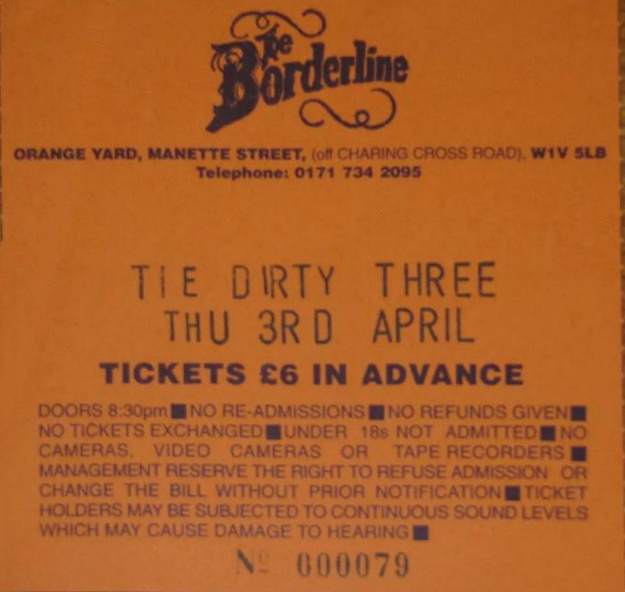 The
Borderline
ORANGE YARD, MANETTE STREET, (off CHARING CROSS ROAD), W1V 5LB
Telephone: 0171 734 2095
TIE DIRTY THREE
THU 3RD APRIL
TICKETS £6 IN ADVANCE
DOORS 8:30pm ■ NO RE-ADMISSIONS ■ NO REFUNDS GIVEN ■
NO TICKETS EXCHANGED ■ UNDER 18s NOT ADMITTED ■ NO
CAMERAS, VIDEO CAMERAS OR TAPE RECORDERS ■
MANAGEMENT RESERVE THE RIGHT TO REFUSE ADMISSION OR
CHANGE THE BILL WITHOUT PRIOR NOTIFICATION ■ TICKET
HOLDERS MAY BE SUBJECTED TO CONTINUOUS SOUND LEVELS
WHICH MAY CAUSE DAMAGE TO HEARING ■
Nº 000079